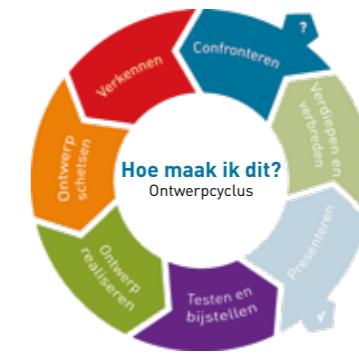 ?
Confronteren
Verkennen
Ontwerp
schetsen
Ontwerp
realiseren
Testen en
bijstellen
Presenteren
Verdiepen en
verbreden
Hoe maak ik dit?
Ontwerpcyclus